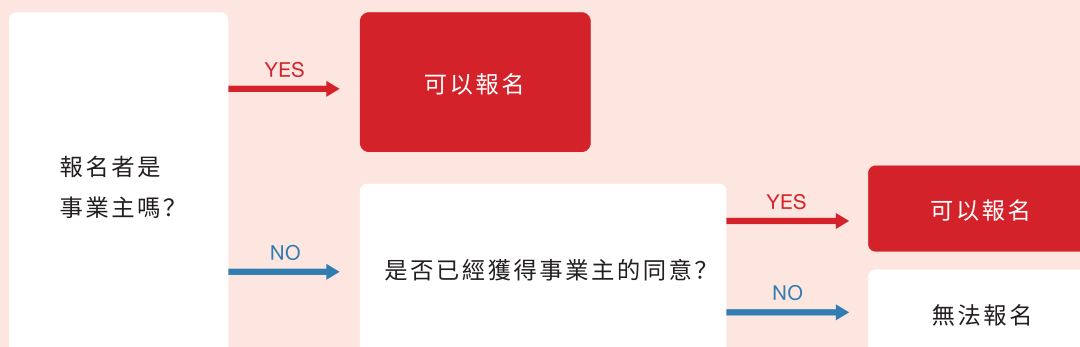 報名者是
事業主嗎?
YES
可以報名
NO
是否已經獲得事業主的同意?
YES
可以報名
NO
無法報名